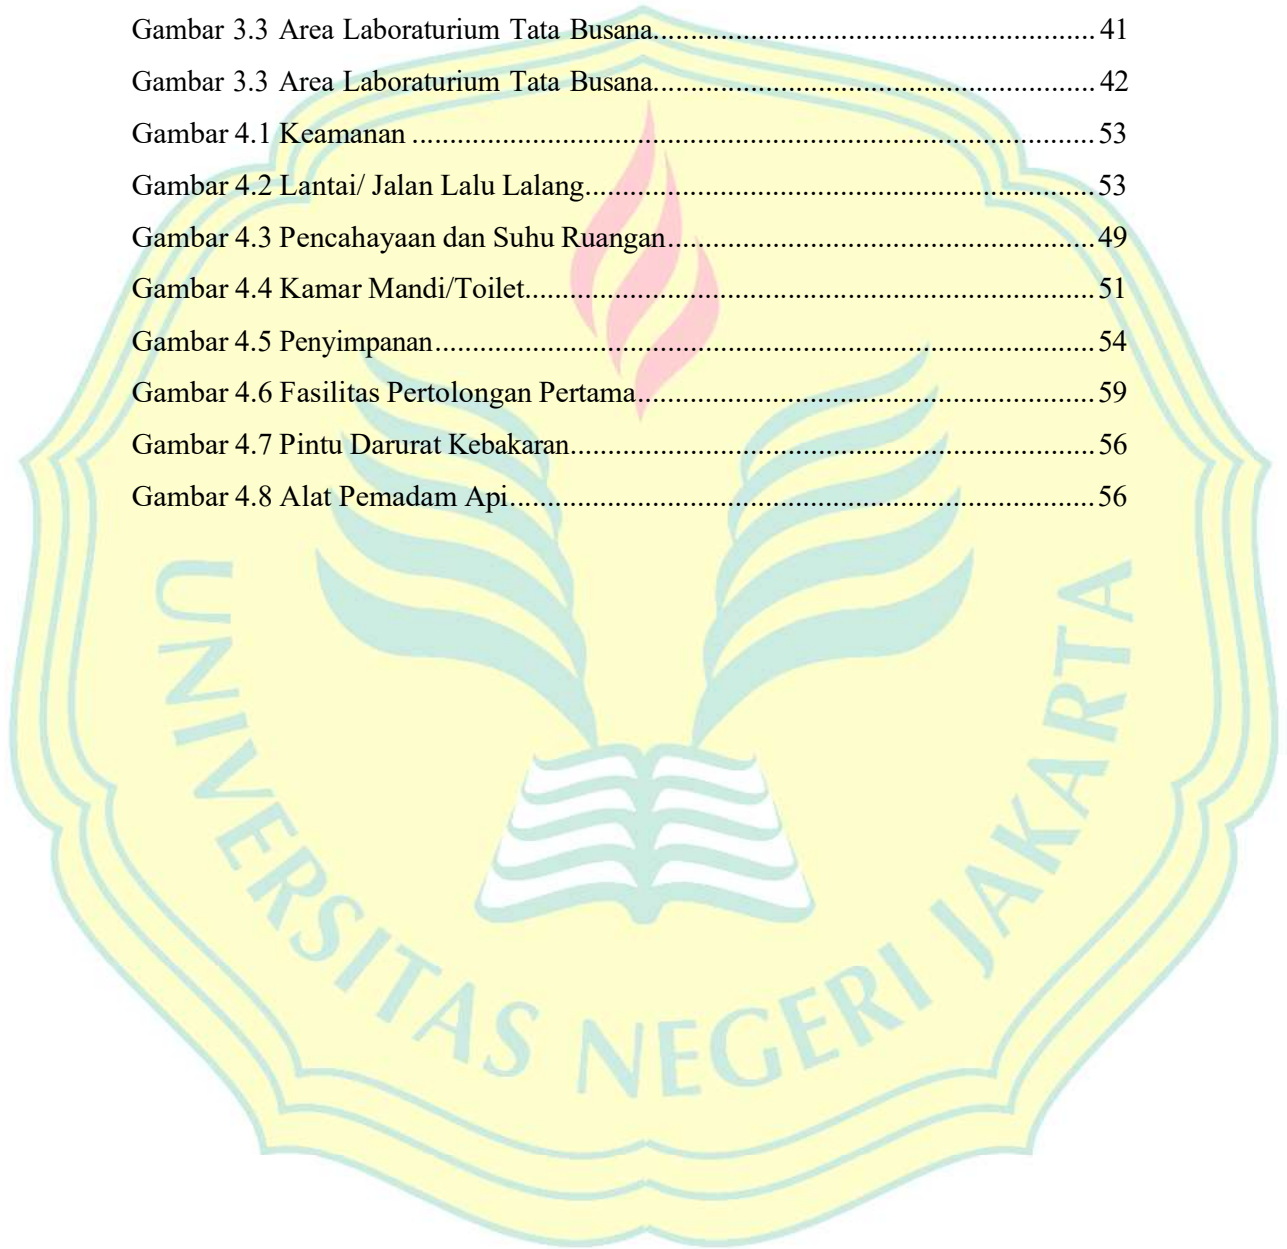 Gambar 3.3 Area Laboraturium Tata Busana........................................................... 41
Gambar 3.3 Area Laboraturium Tata Busana........................................................... 42
Gambar 4.1 Keamanan ........................................................................................... 53
Gambar 4.2 Lantai/ Jalan Lalu Lalang.................................................................... 53
Gambar 4.3 Pencahayaan dan Suhu Ruangan......................................................... 49
Gambar 4.4 Kamar Mandi/Toilet............................................................................ 51
Gambar 4.5 Penyimpanan........................................................................................ 54
Gambar 4.6 Fasilitas Pertolongan Pertama............................................................. 59
Gambar 4.7 Pintu Darurat Kebakaran...................................................................... 56
Gambar 4.8 Alat Pemadam Api.............................................................................. 56
UNIVERSITAS NEGERI JAKARTA